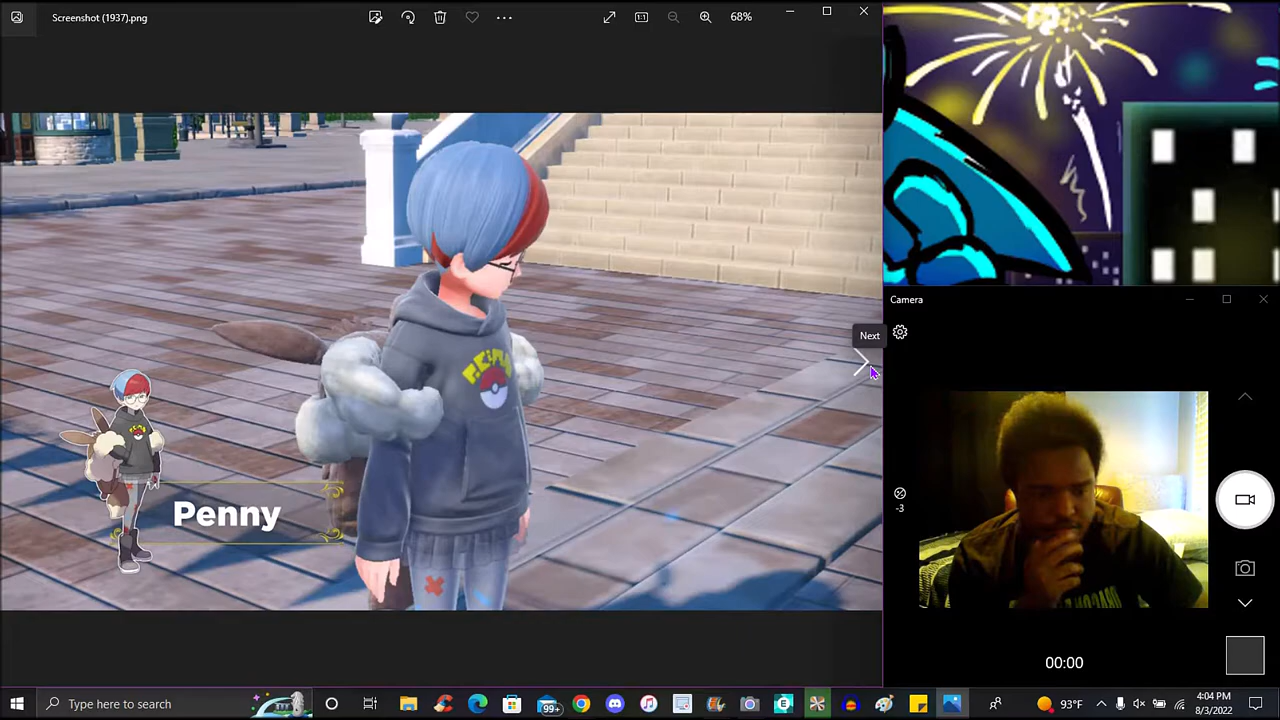 Screenshot (1937).png
68%
Camera
Next
Penny
-3
00:00
Type here to search
99+
93°F
4:04 PM
8/3/2022